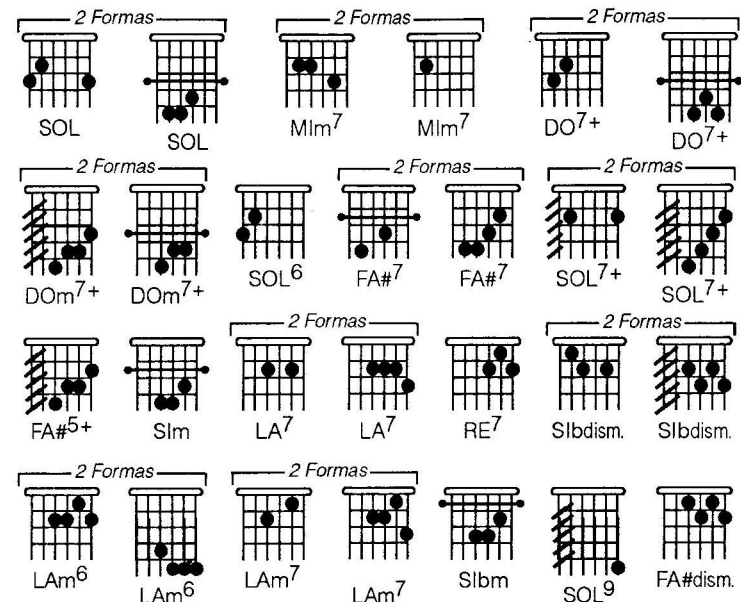 2 Formas 2 Formas 2 Formas
SOL SOL MIm7 MIm7 DO7+ DO7+
2 Formas 2 Formas 2 Formas
DOm7+ DOm7+ SOL6 FA#7 FA#7 SOL7+ SOL7+
2 Formas 2 Formas
FA#5+ SIm LA7 LA7 RE7 SIbdism. SIbdism.
2 Formas 2 Formas
LAm6 LAm6 LAm7 LAm7 SIbm SOL9 FA#dism.